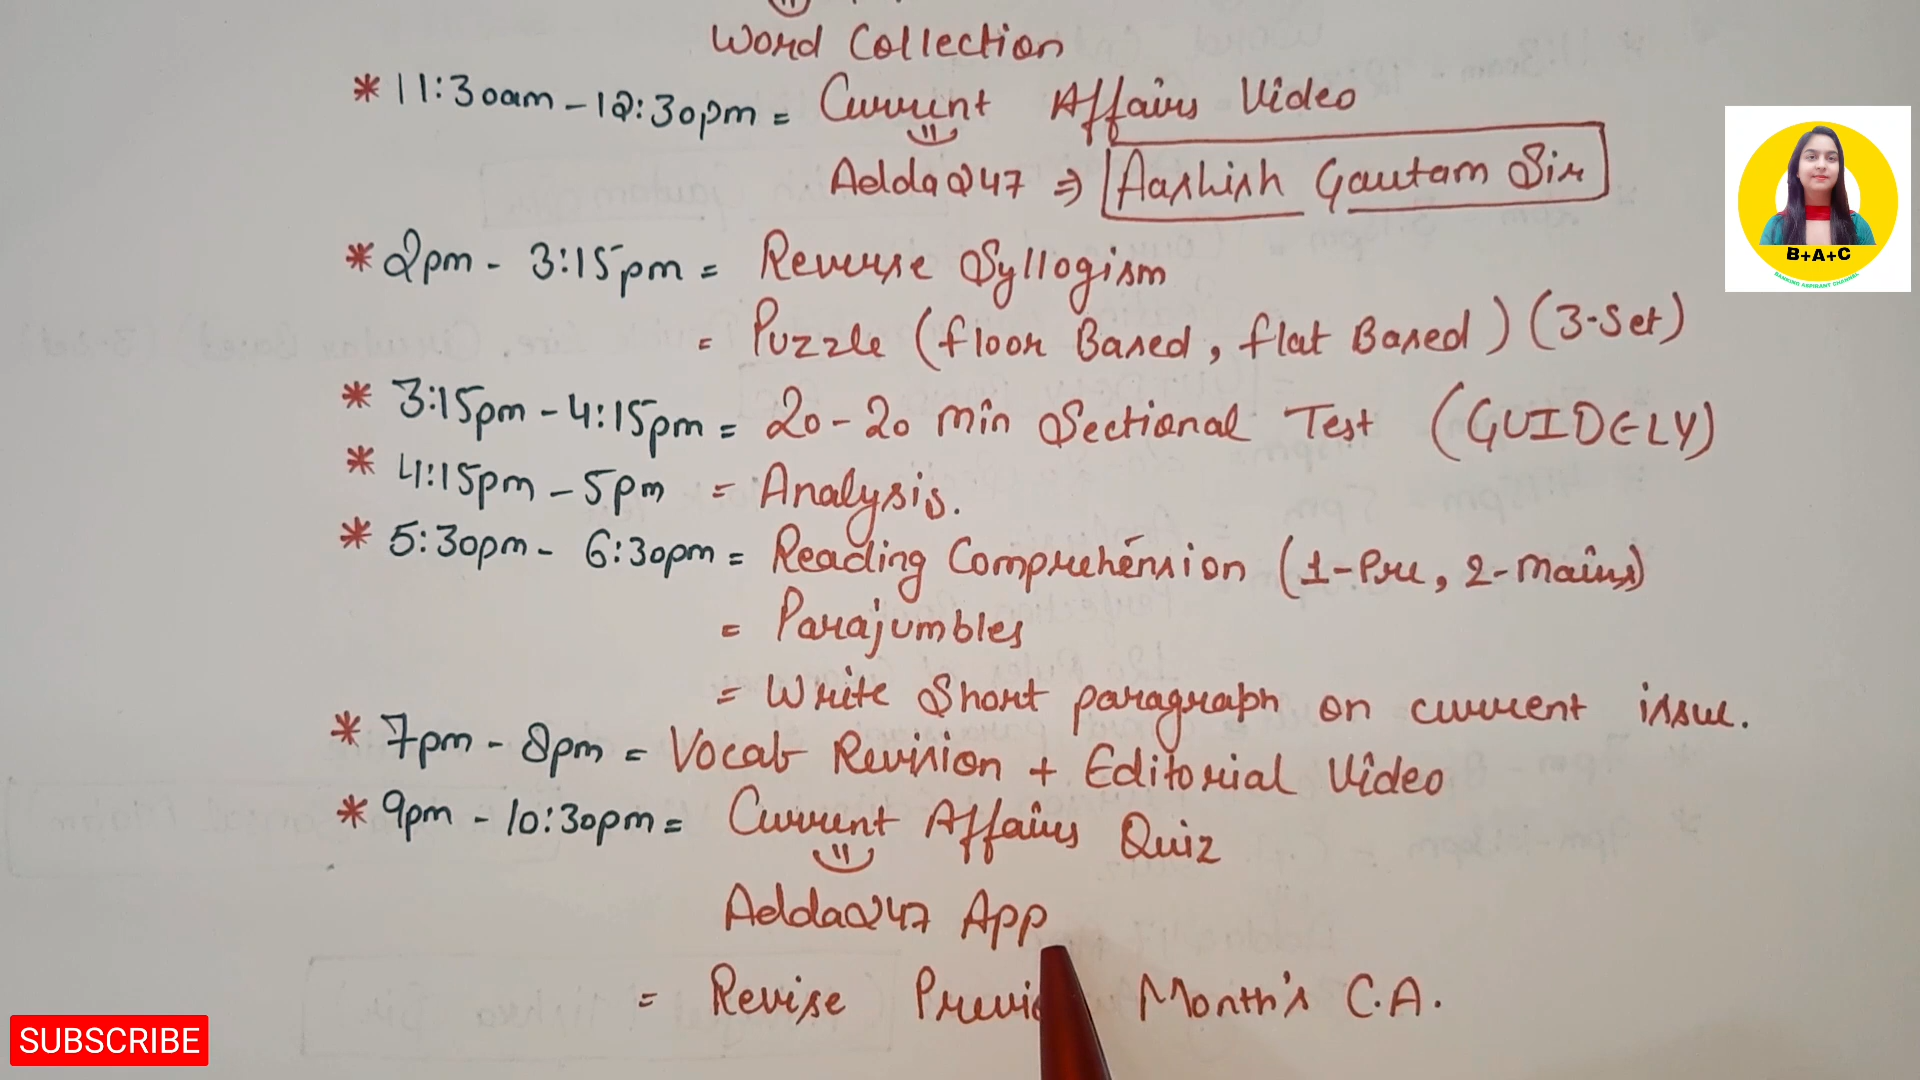 Word Collection
* 11:30am - 12:30pm = Current Affairs Video
Adda247 ⇒ Aashish Gautam Sir
* 2pm - 3:15pm = Reverse Syllogism
= Puzzle (floor Based, flat Based) (3-Set)
* 3:15pm - 4:15pm = 20-20 min Sectional Test (GUIDELY)
* 4:15pm - 5pm = Analysis.
* 5:30pm - 6:30pm = Reading Comprehension (1-Pre, 2-Mains)
= Parajumbles
= Write Short paragraph on current issue.
* 7pm - 8pm = Vocab Revision + Editorial Video
* 9pm - 10:30pm = Current Affairs Quiz
Adda247 App
= Revise Month's C.A.
B+A+C
BANKING ASPIRANT CHANNEL
SUBSCRIBE